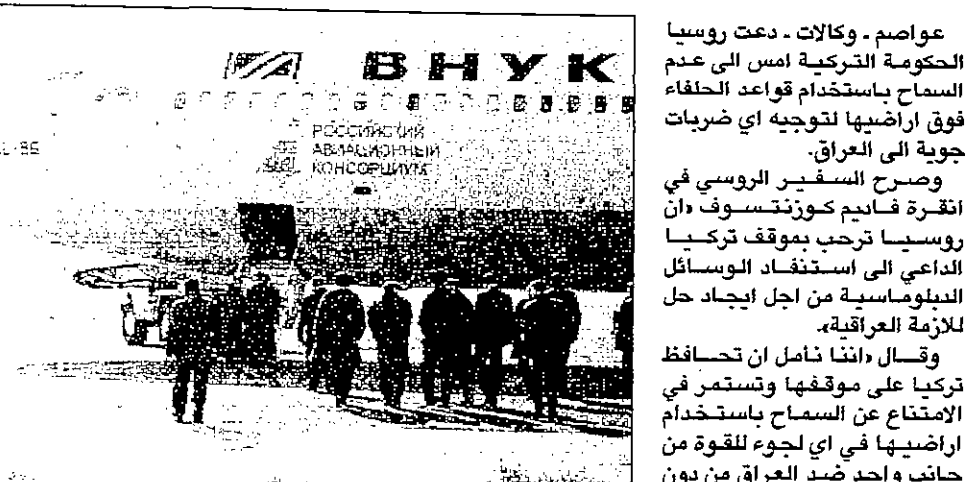 عواصم ـ وكالات ـ دعت روسيا
الحكومة التركية امس الى عدم
السماح باستخدام قواعد الحلفاء
فوق اراضيها لتوجيه اي ضربات
جوية الى العراق.
وصرح السفير الروسي في
انقرة فاديم كوزنتسوف «ان
روسيا ترحب بموقف تركيا
الداعي الى استنفاد الوسائل
الدبلوماسية من اجل ايجاد حل
للازمة العراقية».
وقال «اننا نأمل ان تحافظ
تركيا على موقفها وتستمر في
الامتناع عن السماح باستخدام
اراضيها في اي لجوء للقوة من
جانب واحد ضد العراق من دون
ВНУК
РОССИЙСКИЙ
АВИАЦИОННЫЙ
КОНСОРЦИУМ
-86